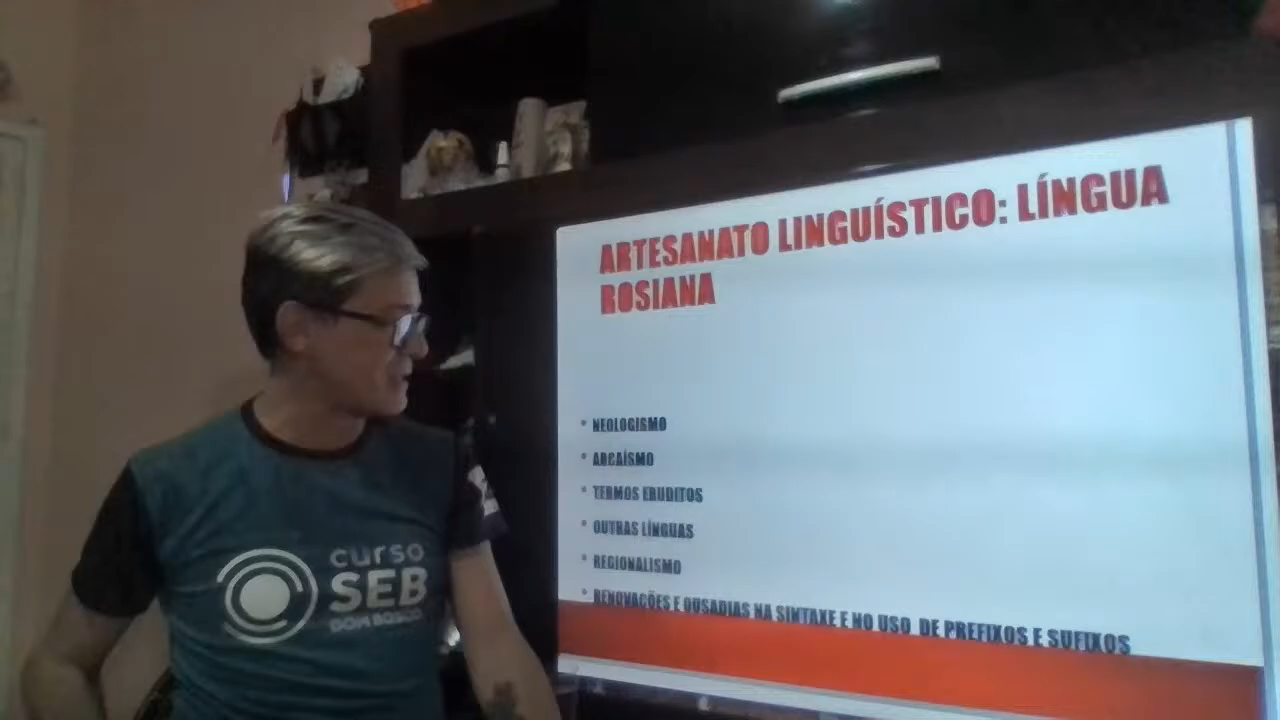 ARTESANATO LINGUÍSTICO: LÍNGUA
ROSIANA
• NEOLOGISMO
• ARCAÍSMO
• TERMOS ERUDITOS
• OUTRAS LÍNGUAS
• REGIONALISMO
• RENOVAÇÕES E OUSADIAS NA SINTAXE E NO USO DE PREFIXOS E SUFIXOS
curso
SEB
DOM BOSCO